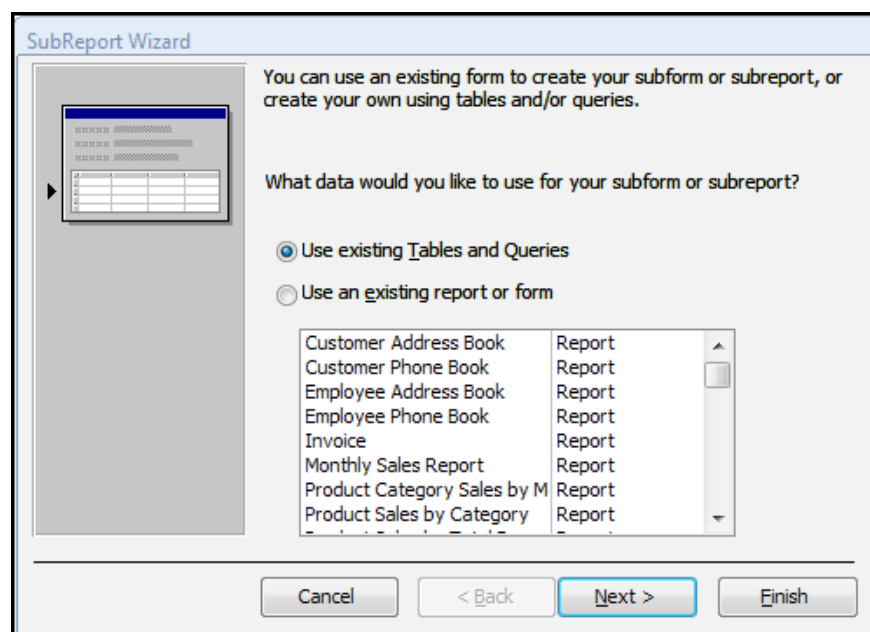 SubReport Wizard
You can use an existing form to create your subform or subreport, or
create your own using tables and/or queries.
What data would you like to use for your subform or subreport?
Use existing Tables and Queries
Use an existing report or form
Customer Address Book Report
Customer Phone Book Report
Employee Address Book Report
Employee Phone Book Report
Invoice Report
Monthly Sales Report Report
Product Category Sales by M Report
Product Sales by Category Report
Cancel < Back Next > Finish